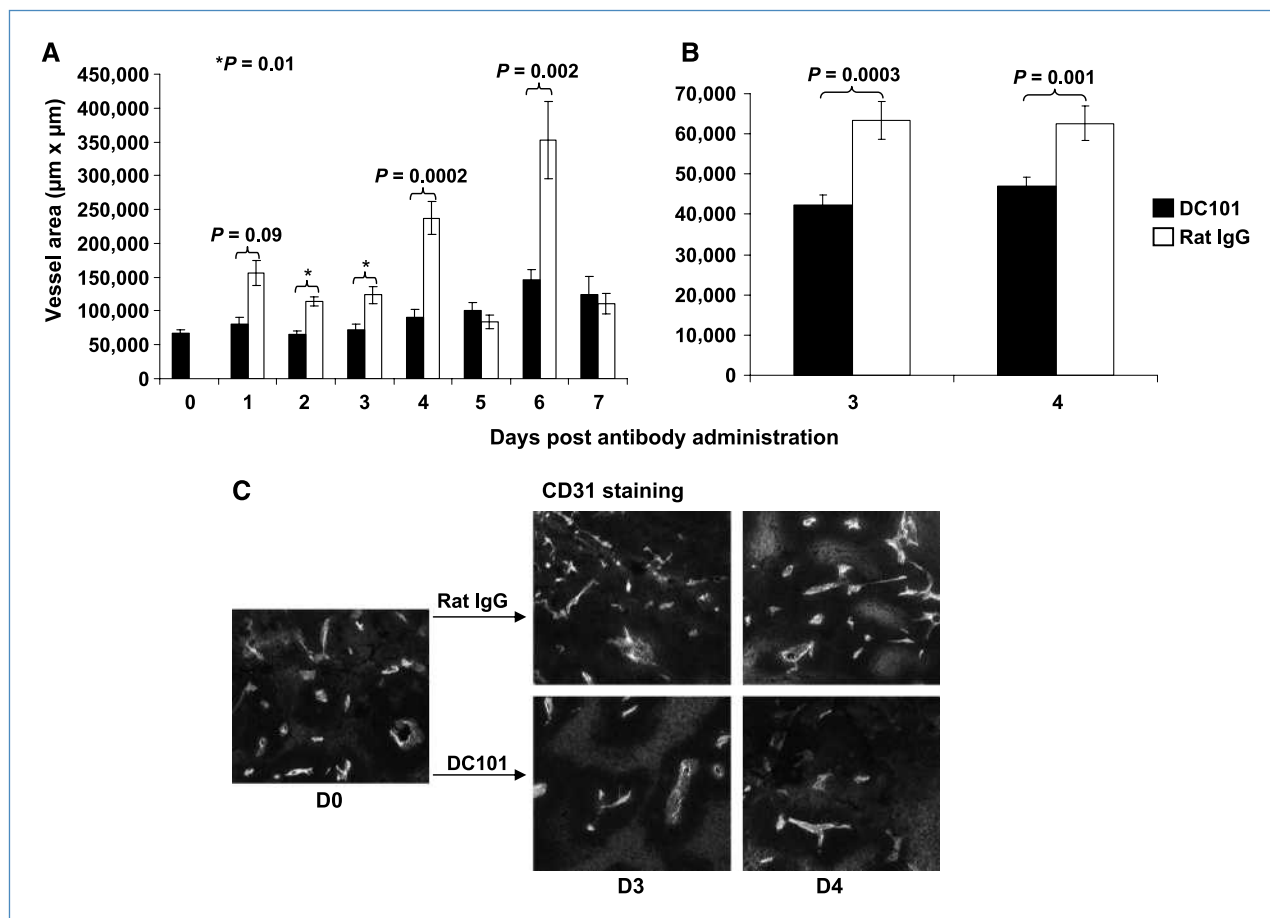 A
*P = 0.01
P = 0.09
*
*
P = 0.0002
P = 0.002
Vessel area (µm x µm)
450,000
400,000
350,000
300,000
250,000
200,000
150,000
100,000
50,000
0
0 1 2 3 4 5 6 7
B
P = 0.0003
P = 0.001
70,000
60,000
50,000
40,000
30,000
20,000
10,000
0
3 4
DC101
Rat IgG
Days post antibody administration
C
CD31 staining
Rat IgG
DC101
D0
D3
D4